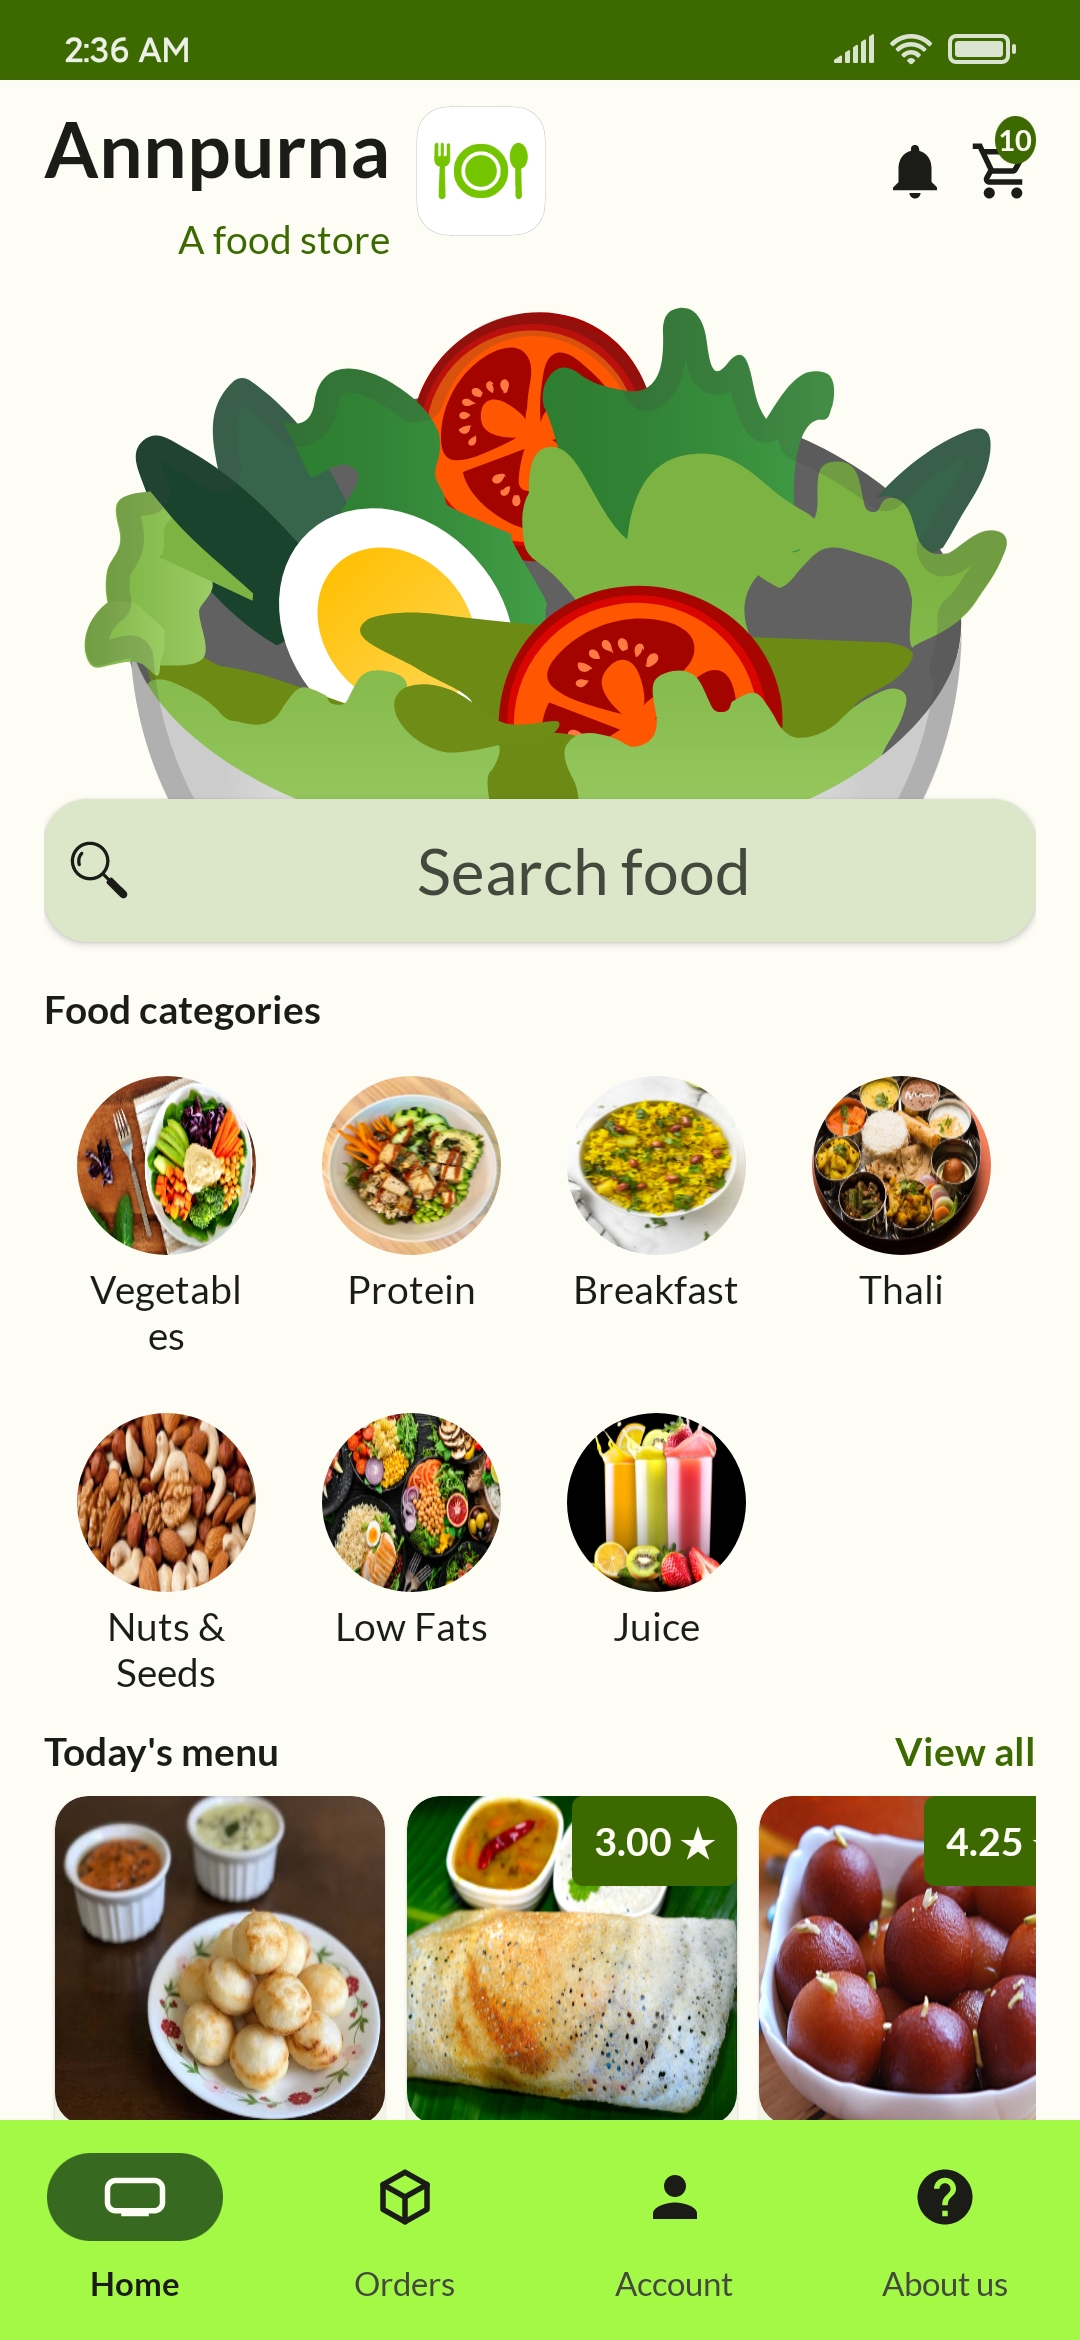 2:36 AM
Annpurna
10
A food store
Search food
Food categories
Vegetabl
es
Protein
Breakfast
Thali
Nuts &
Seeds
Low Fats
Juice
Today's menu
View all
3.00 ★
4.25
Home
Orders
Account
About us